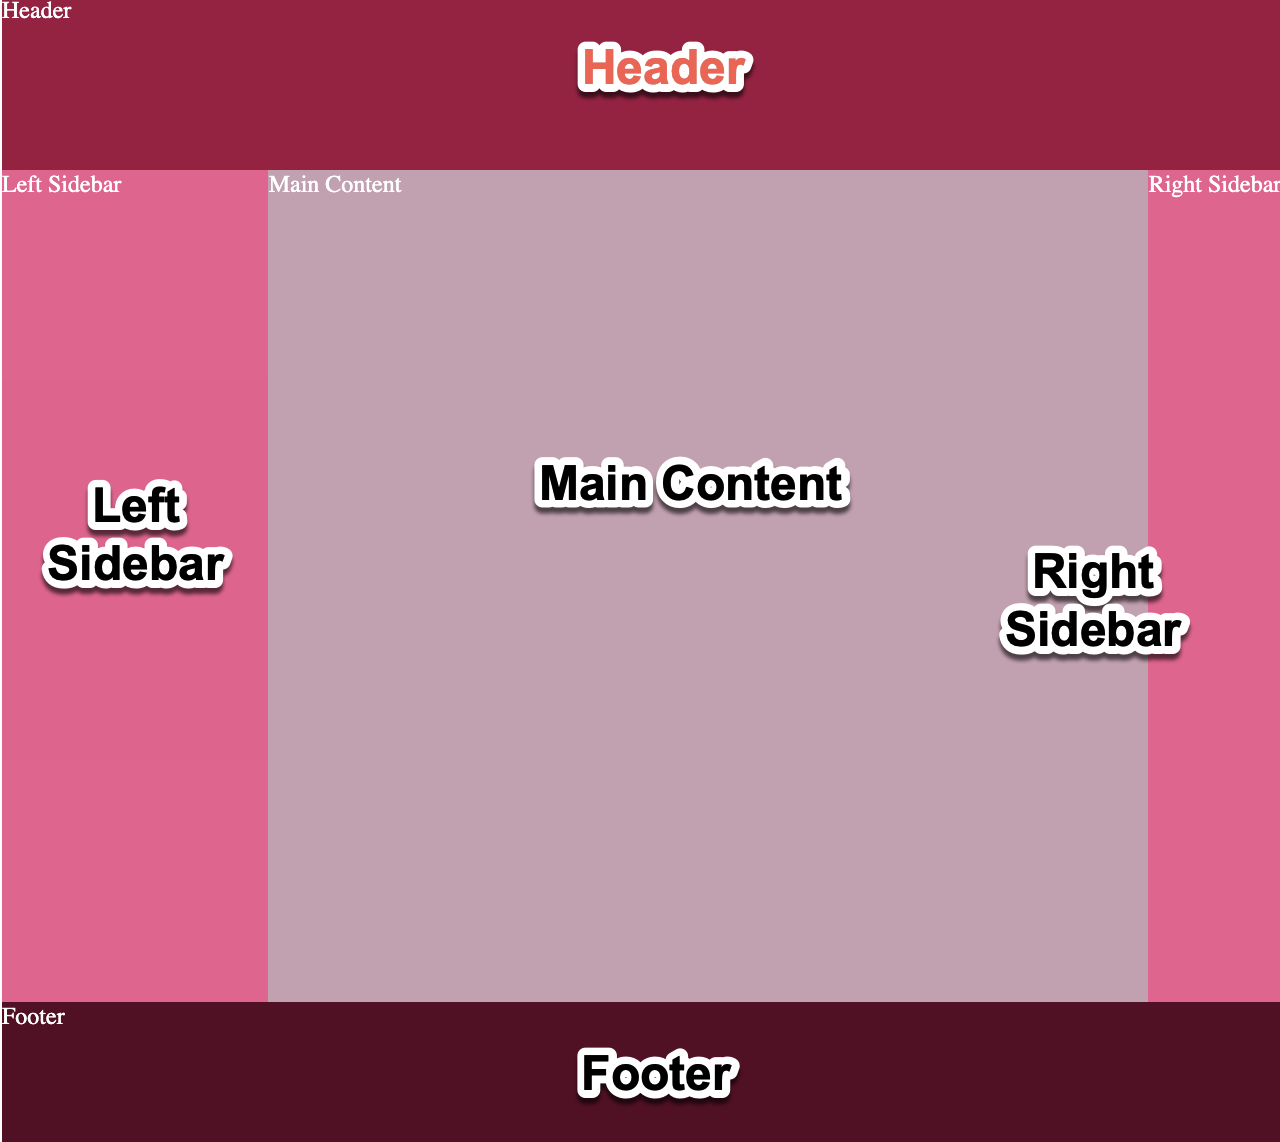 Header
Header
Left Sidebar
Main Content
Right Sidebar
Main Content
Left
Sidebar
Right
Sidebar
Footer
Footer